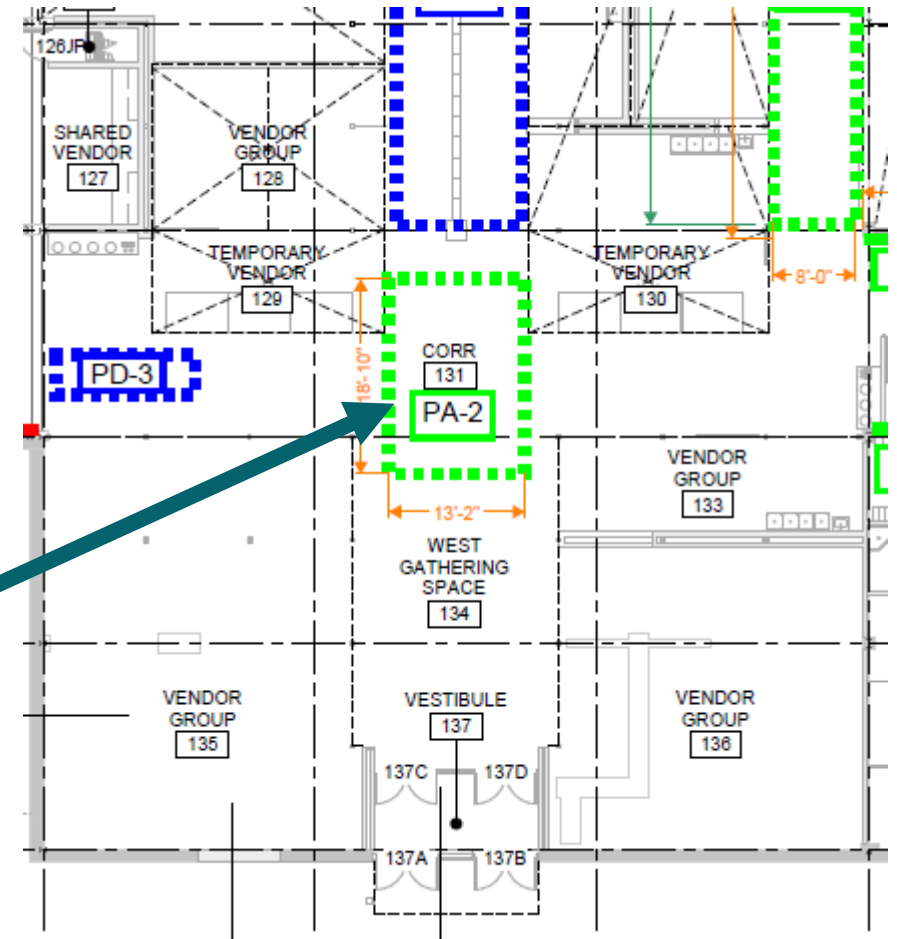 126JF
SHARED
VENDOR
127
VENDOR
GROUP
128
TEMPORARY
VENDOR
129
TEMPORARY
VENDOR
130
8'-0"
PD-3
CORR
131
PA-2
18'-10"
13'-2"
VENDOR
GROUP
133
WEST
GATHERING
SPACE
134
VENDOR
GROUP
135
VESTIBULE
137
VENDOR
GROUP
136
137C
137D
137A
137B